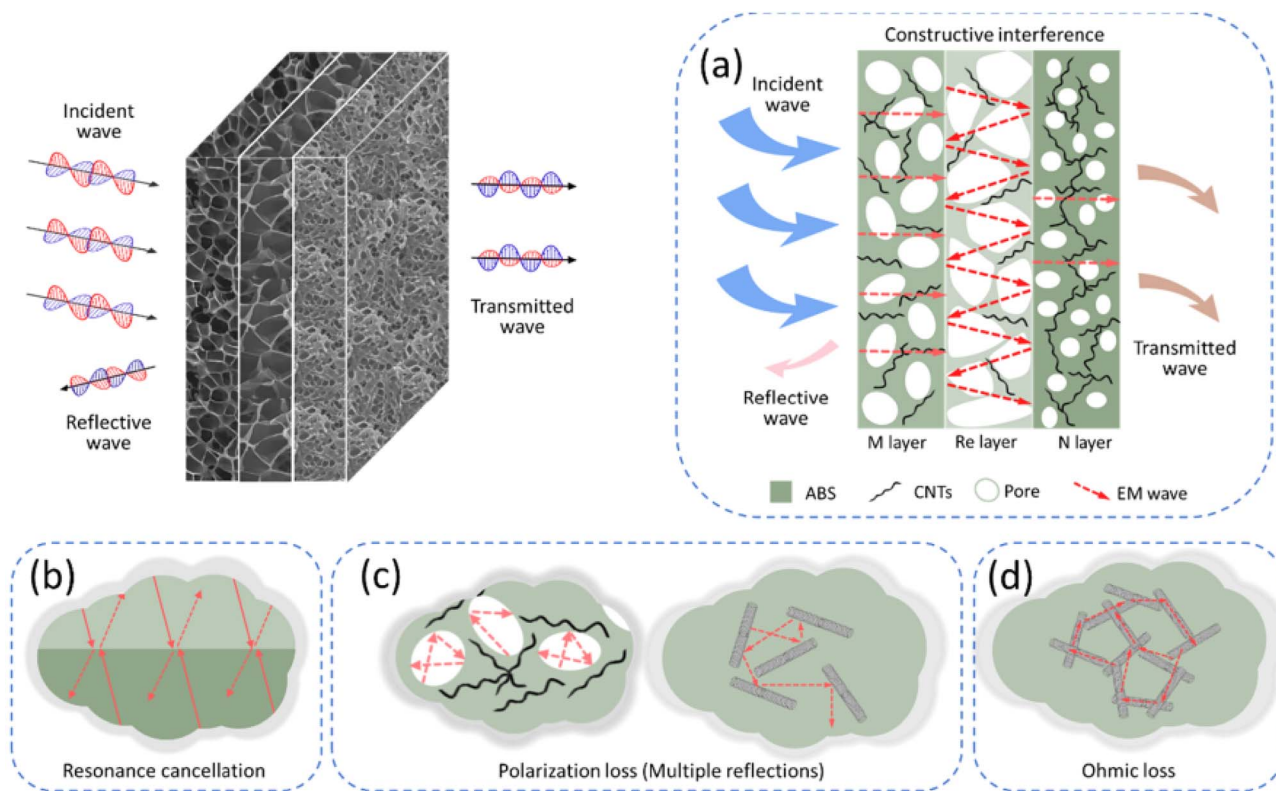 Incident
wave
Reflective
wave
Transmitted
wave
(a)
Constructive interference
Incident
wave
Reflective
wave
Transmitted
wave
M layer
Re layer
N layer
ABS
CNTs
Pore
EM wave
(b)
Resonance cancellation
(c)
Polarization loss (Multiple reflections)
(d)
Ohmic loss